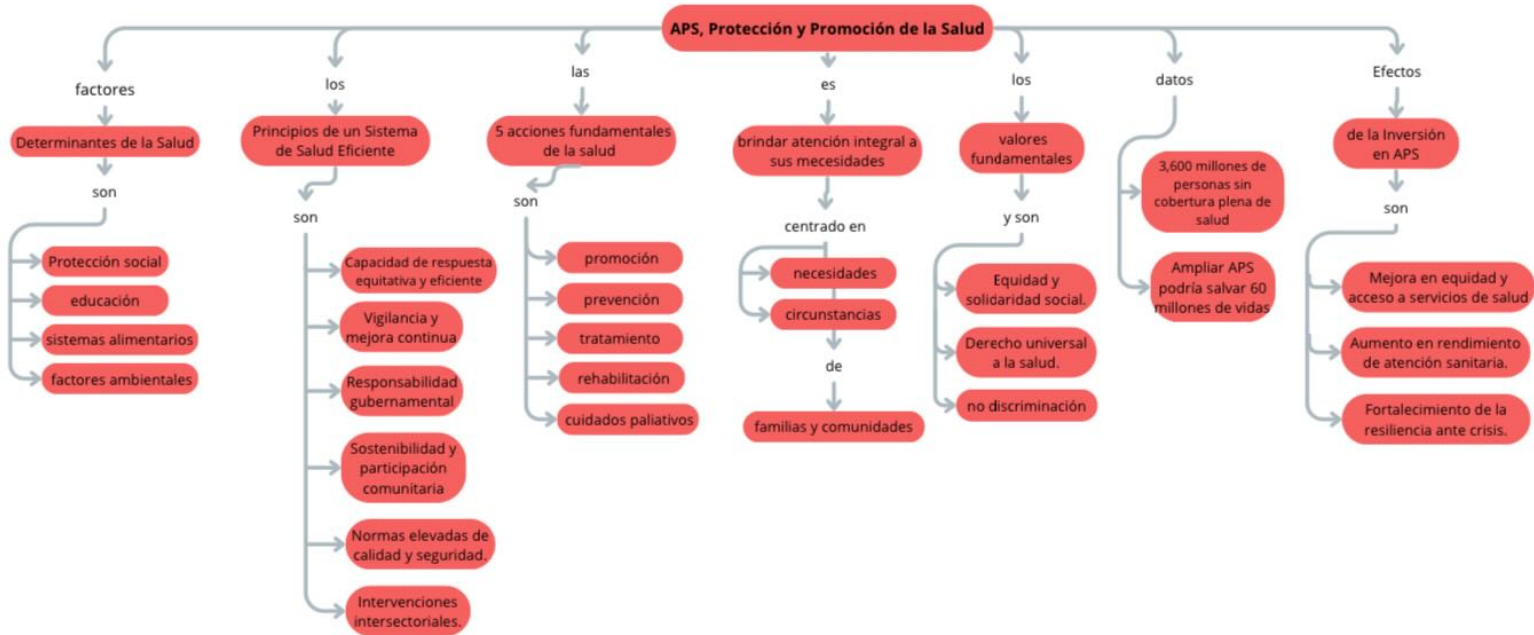 APS, Protección y Promoción de la Salud
factores
Determinantes de la Salud
son
Protección social
educación
sistemas alimentarios
factores ambientales
los
Principios de un Sistema
de Salud Eficiente
son
Capacidad de respuesta
equitativa y eficiente
Vigilancia y
mejora continua
Responsabilidad
gubernamental
Sostenibilidad y
participación
comunitaria
Normas elevadas de
calidad y seguridad.
Intervenciones
intersectoriales.
las
5 acciones fundamentales
de la salud
son
promoción
prevención
tratamiento
rehabilitación
cuidados paliativos
es
brindar atención integral a
sus mecesidades
centrado en
necesidades
circunstancias
de
familias y comunidades
los
valores
fundamentales
y son
Equidad y
solidaridad social.
Derecho universal
a la salud.
no discriminación
datos
3,600 millones de
personas sin
cobertura plena de
salud
Ampliar APS
podría salvar 60
millones de vidas
Efectos
de la Inversión
en APS
son
Mejora en equidad y
acceso a servicios de salud
Aumento en rendimiento
de atención sanitaria.
Fortalecimiento de la
resiliencia ante crisis.